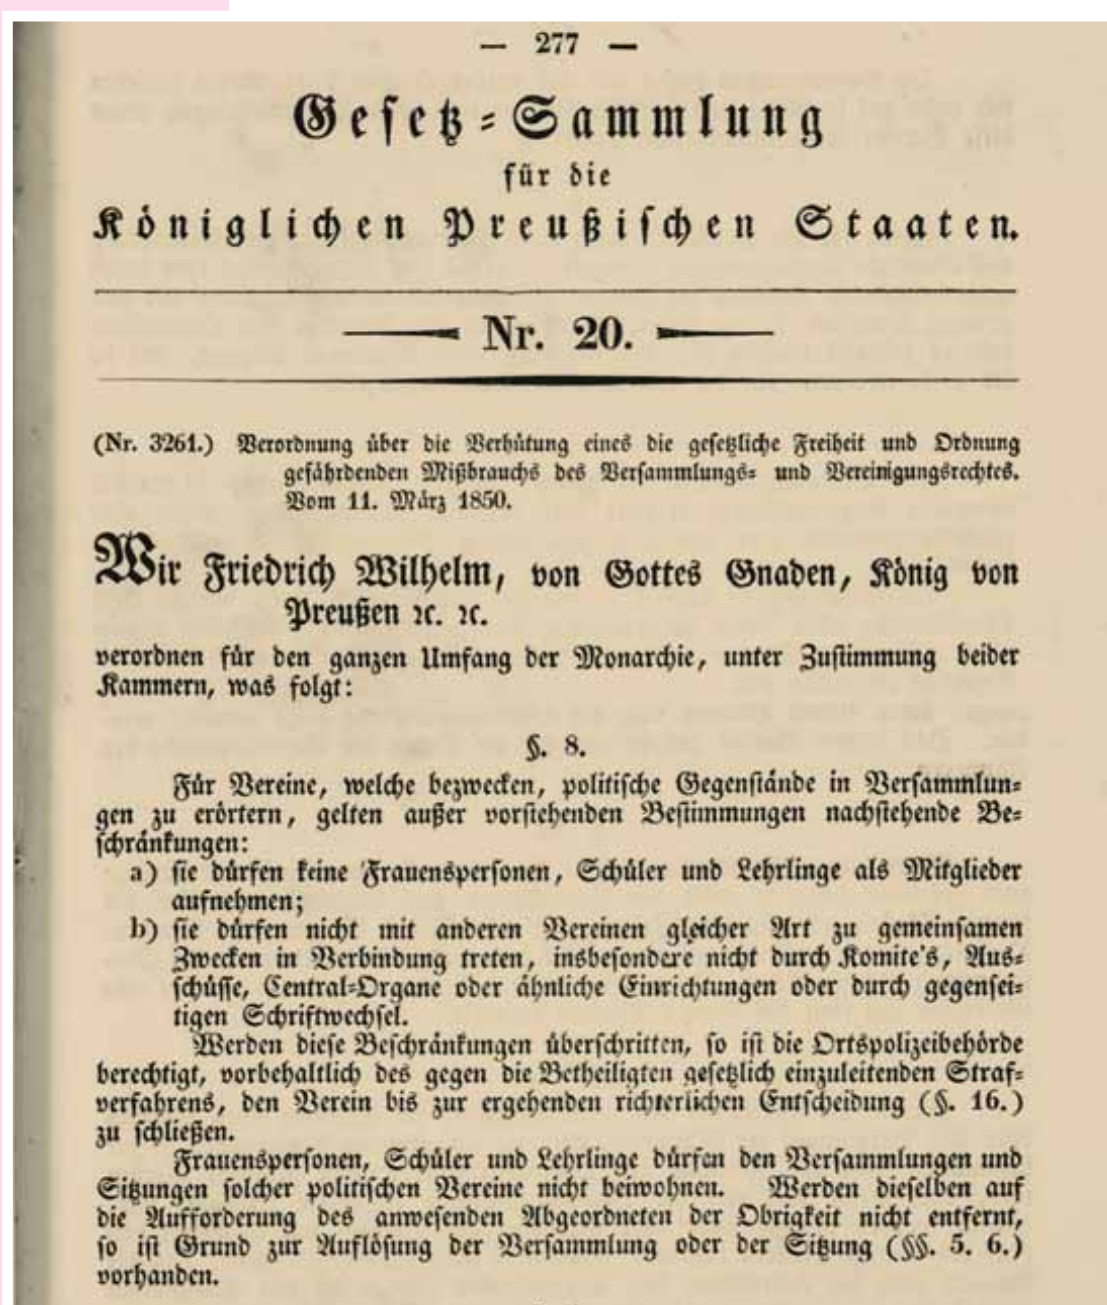 — 277 —
Gesetz-Sammlung
für die
Königlichen Preußischen Staaten.
Nr. 20.
(Nr. 3261.) Verordnung über die Verhütung eines die gesetzliche Freiheit und Ordnung
gefährdenden Mißbrauchs des Versammlungs- und Vereinigungsrechtes.
Vom 11. März 1850.
Wir Friedrich Wilhelm, von Gottes Gnaden, König von
Preußen ꝛc. ꝛc.
verordnen für den ganzen Umfang der Monarchie, unter Zustimmung beider
Kammern, was folgt:
§. 8.
Für Vereine, welche bezwecken, politische Gegenstände in Versammlun-
gen zu erörtern, gelten außer vorstehenden Bestimmungen nachstehende Be-
schränkungen:
a) sie dürfen keine Frauenspersonen, Schüler und Lehrlinge als Mitglieder
aufnehmen;
b) sie dürfen nicht mit anderen Vereinen gleicher Art zu gemeinsamen
Zwecken in Verbindung treten, insbesondere nicht durch Komite's, Aus-
schüsse, Central-Organe oder ähnliche Einrichtungen oder durch gegensei-
tigen Schriftwechsel.
Werden diese Beschränkungen überschritten, so ist die Ortspolizeibehörde
berechtigt, vorbehaltlich des gegen die Betheiligten gesetzlich einzuleitenden Straf-
verfahrens, den Verein bis zur ergehenden richterlichen Entscheidung (§. 16.)
zu schließen.
Frauenspersonen, Schüler und Lehrlinge dürfen den Versammlungen und
Sitzungen solcher politischen Vereine nicht beiwohnen. Werden dieselben auf
die Aufforderung des anwesenden Abgeordneten der Obrigkeit nicht entfernt,
so ist Grund zur Auflösung der Versammlung oder der Sitzung (§§. 5. 6.)
vorhanden.